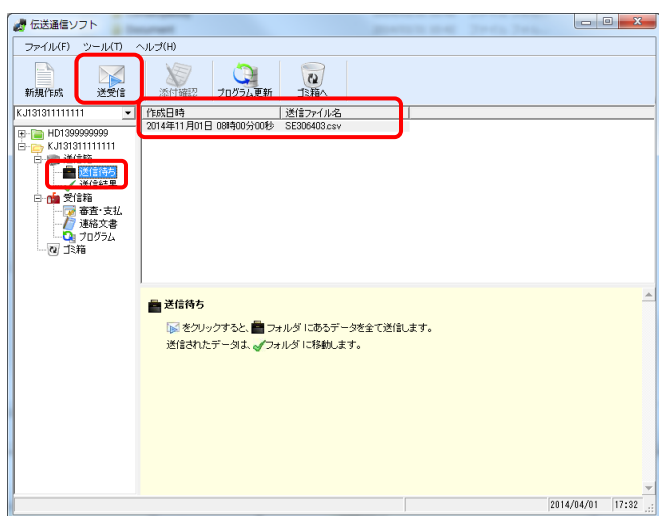 伝送通信ソフト
ファイル(F) ツール(T) ヘルプ(H)
新規作成 送受信 添付確認 プログラム更新 ゴミ箱へ
KJ131311111111
作成日時 送信ファイル名
2014年11月01日 08時00分00秒 SE306403.csv
HD1399999999
KJ131311111111
送信箱
送信待ち
送信結果
受信箱
審査・支払
連絡文書
プログラム
ゴミ箱
送信待ち
をクリックすると、 フォルダ にあるデータを全て送信します。
送信されたデータは、 フォルダ に移動します。
2014/04/01 17:32